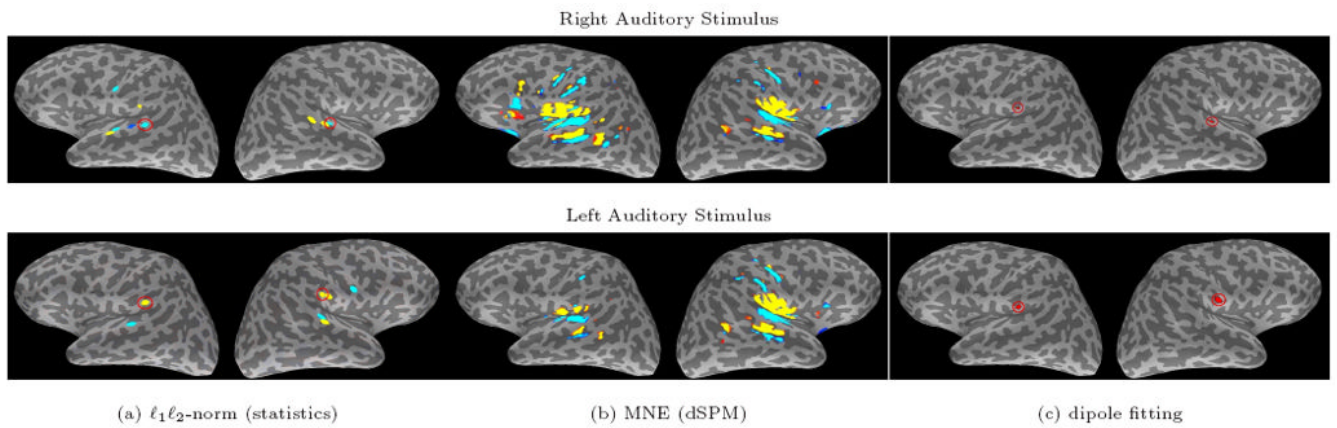 Right Auditory Stimulus
Left Auditory Stimulus
(a) ℓ₁ℓ₂-norm (statistics)
(b) MNE (dSPM)
(c) dipole fitting